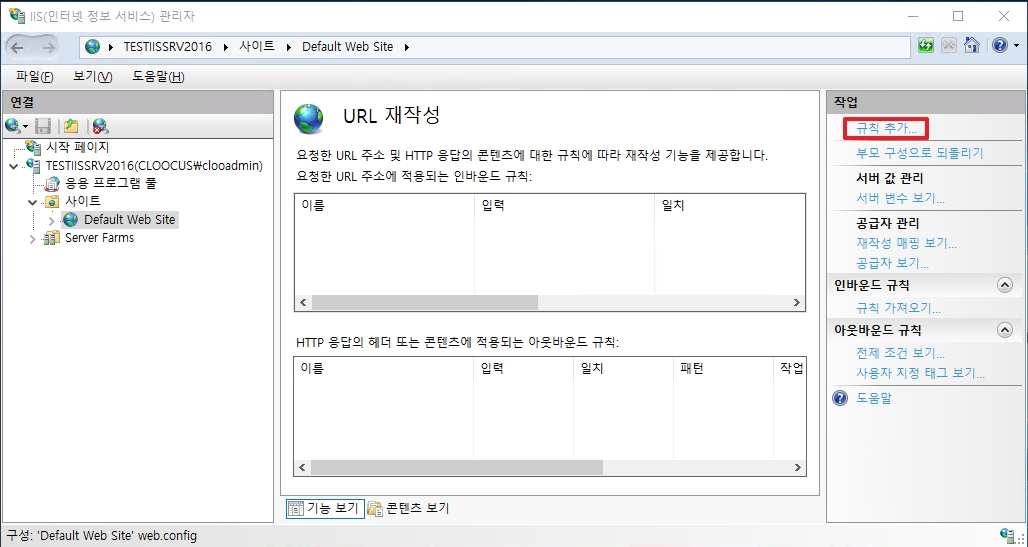 IIS(인터넷 정보 서비스) 관리자
TESTIISSRV2016 사이트 Default Web Site
파일(F) 보기(V) 도움말(H)
연결
시작 페이지
TESTIISSRV2016(CLOOCUS₩clooadmin)
응용 프로그램 풀
사이트
Default Web Site
Server Farms
URL 재작성
요청한 URL 주소 및 HTTP 응답의 콘텐츠에 대한 규칙에 따라 재작성 기능을 제공합니다.
요청한 URL 주소에 적용되는 인바운드 규칙:
이름 입력 일치
HTTP 응답의 헤더 또는 콘텐츠에 적용되는 아웃바운드 규칙:
이름 입력 일치 패턴 작업
기능 보기 콘텐츠 보기
작업
규칙 추가...
부모 구성으로 되돌리기
서버 값 관리
서버 변수 보기...
공급자 관리
재작성 매핑 보기...
공급자 보기...
인바운드 규칙
규칙 가져오기...
아웃바운드 규칙
전제 조건 보기...
사용자 지정 태그 보기...
도움말
구성: 'Default Web Site' web.config